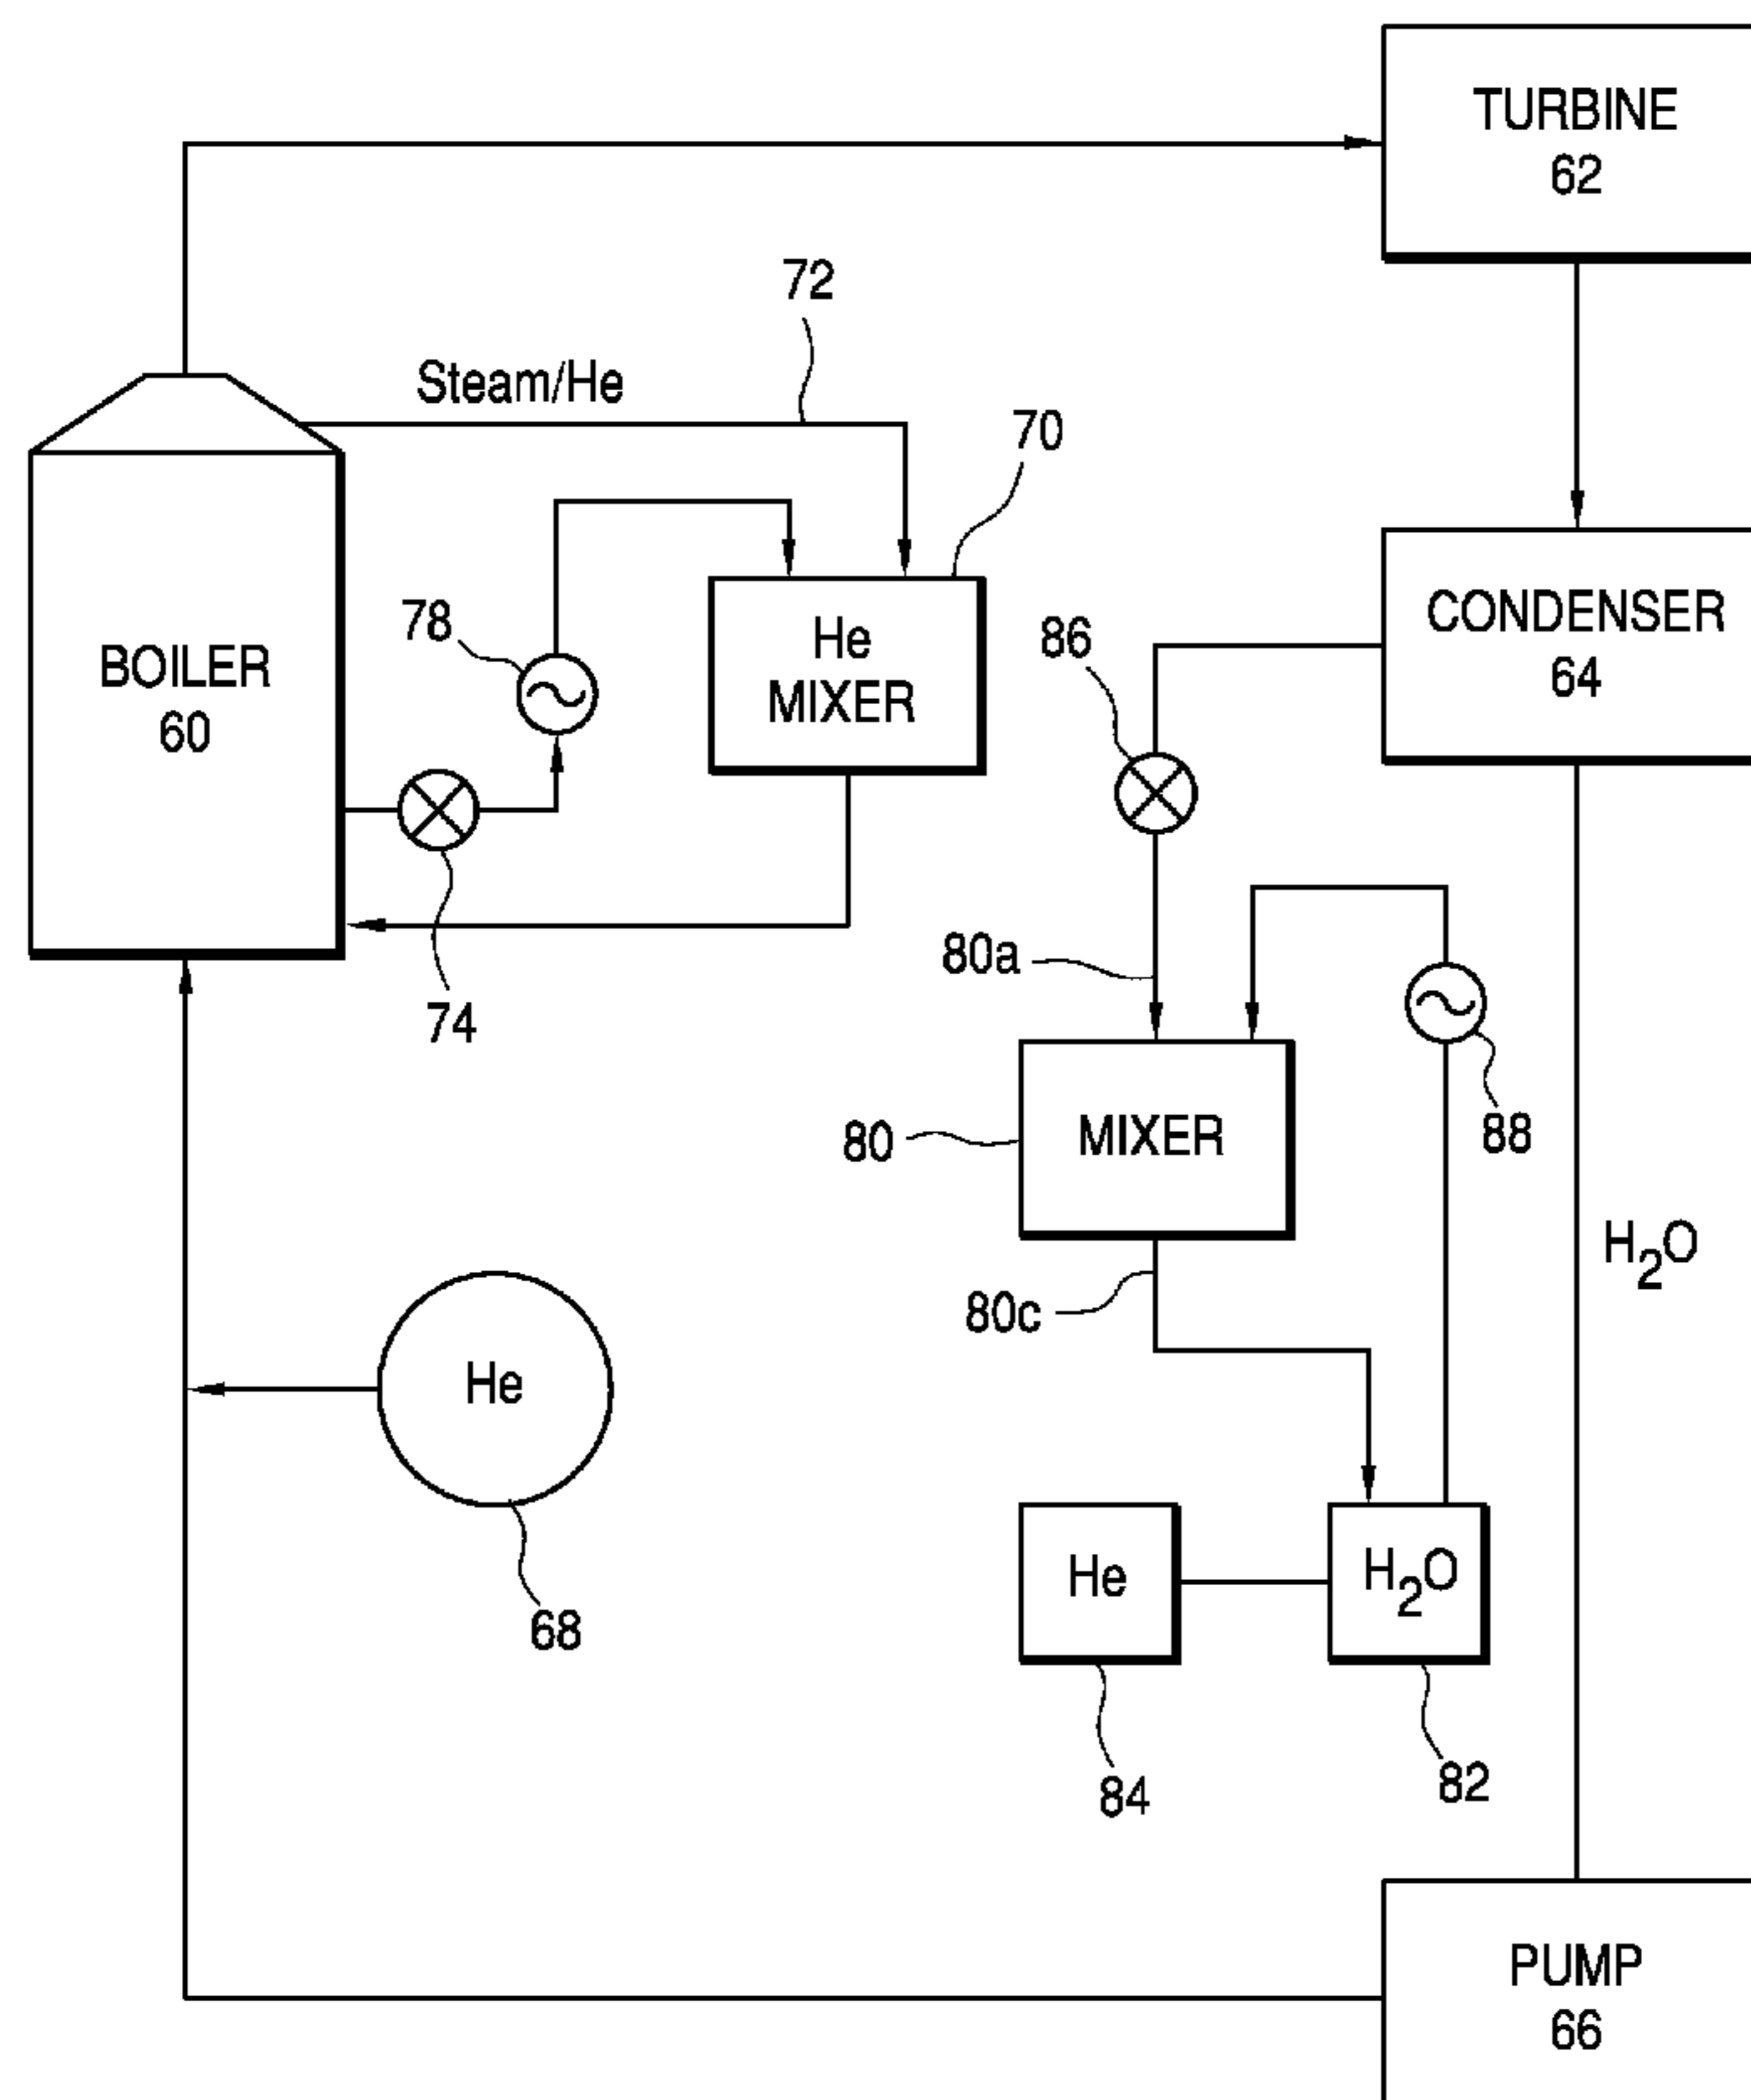 TURBINE
62
72
Steam/He
70
78
He
MIXER
86
CONDENSER
64
BOILER
60
80a
74
80
MIXER
88
H2O
80c
He
68
He
H2O
84
82
PUMP
66